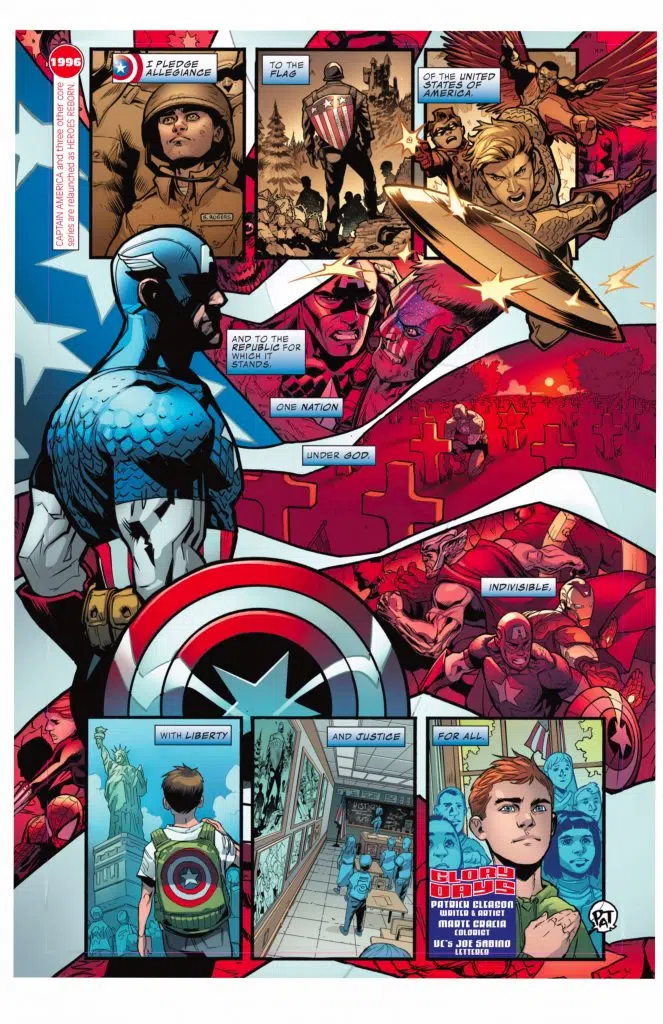 1996
CAPTAIN AMERICA and three other core
series are relaunched as HEROES REBORN.
I PLEDGE
ALLEGIANCE
TO THE
FLAG
OF THE UNITED
STATES OF
AMERICA.
S. ROGERS
AND TO THE
REPUBLIC FOR
WHICH IT
STANDS.
ONE NATION
UNDER GOD.
INDIVISIBLE,
WITH LIBERTY
AND JUSTICE
FOR ALL.
GLORY
DAYS
PATRICK GLEASON
WRITER & ARTIST
MARTE GRACIA
COLORIST
VC's JOE SABINO
LETTERER
PAT